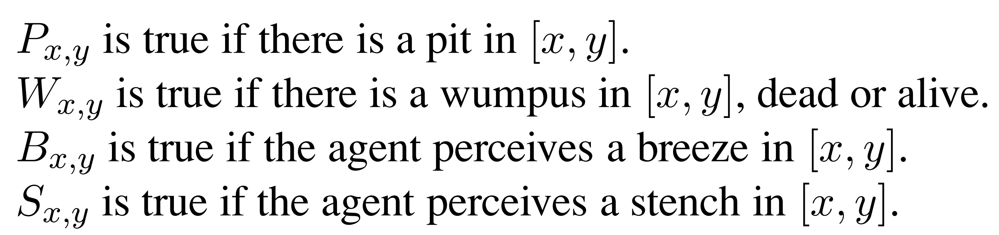 P_{x,y} is true if there is a pit in [x, y].
W_{x,y} is true if there is a wumpus in [x, y], dead or alive.
B_{x,y} is true if the agent perceives a breeze in [x, y].
S_{x,y} is true if the agent perceives a stench in [x, y].